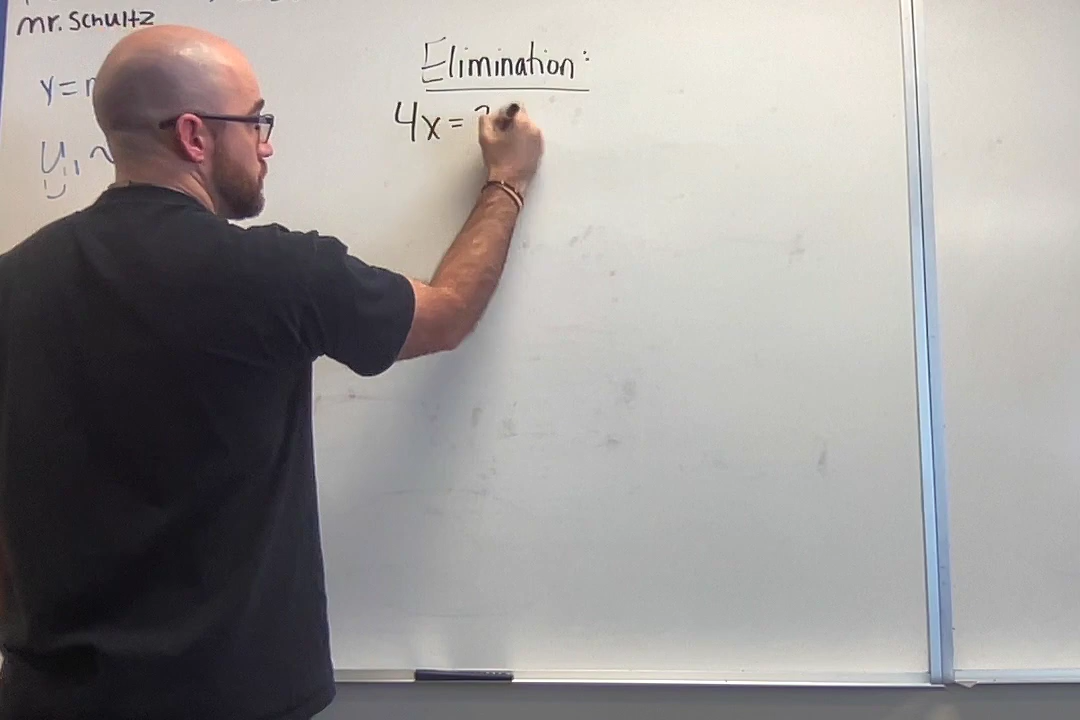 mr. Schultz
y=
Elimination:
4x=